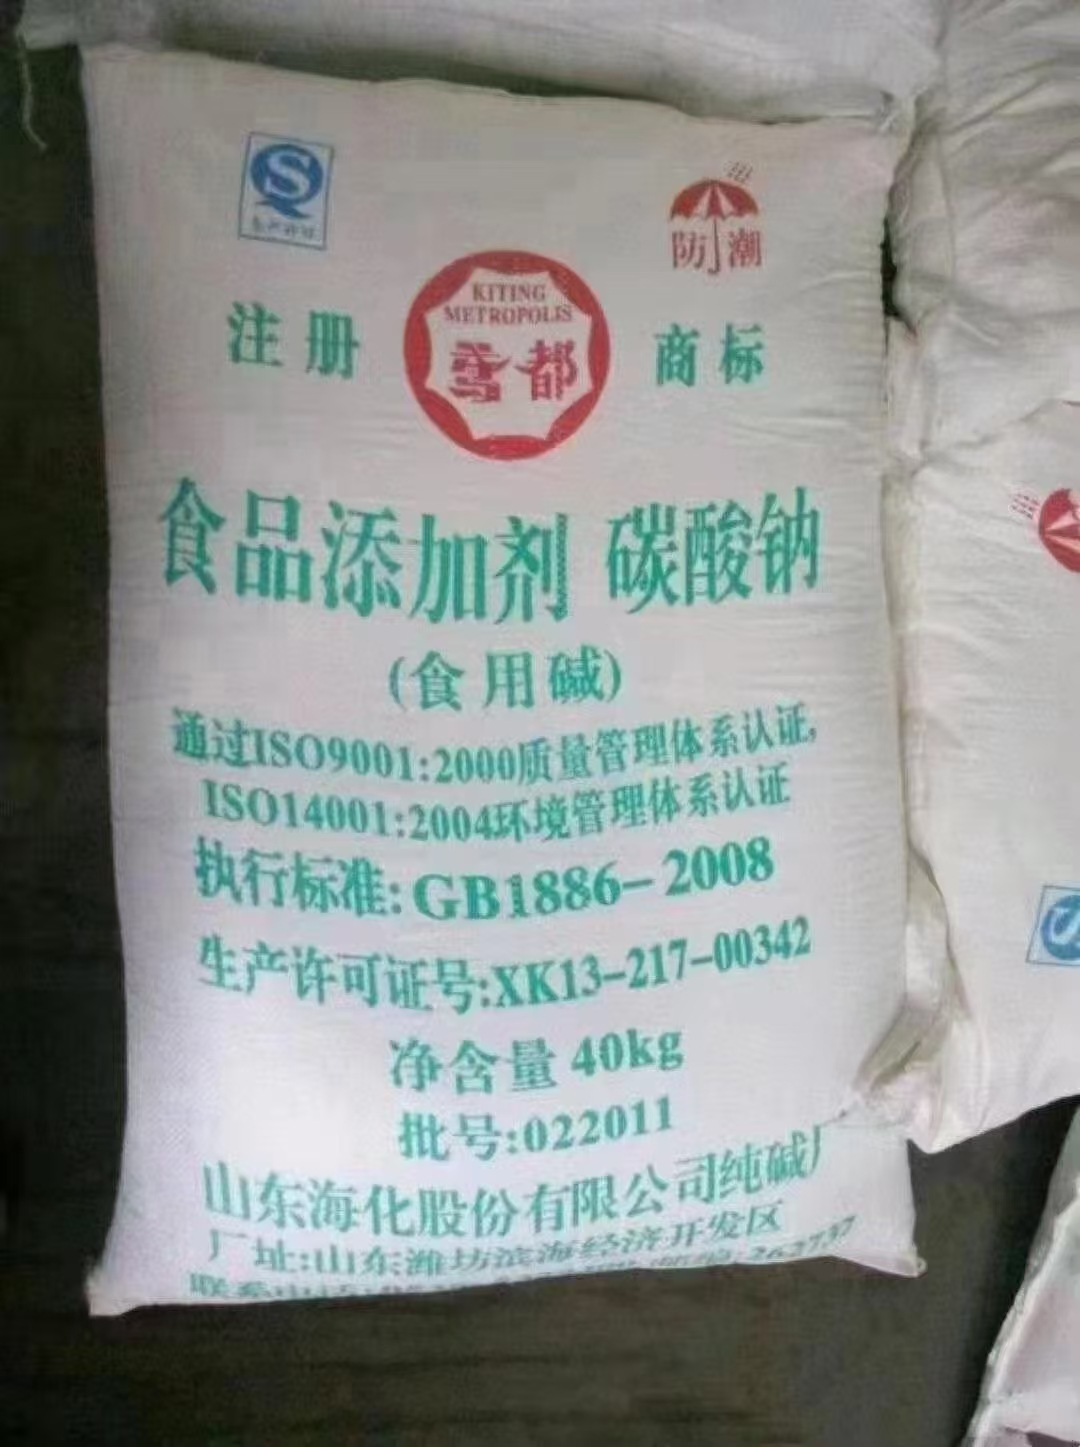 防潮
KITING
METROPOLIS
注册 鸢都 商标
食品添加剂 碳酸钠
(食用碱)
通过ISO9001:2000质量管理体系认证,
ISO14001:2004环境管理体系认证
执行标准: GB1886-2008
生产许可证号:XK13-217-00342
净含量 40kg
批号:022011
山东海化股份有限公司纯碱厂
厂址:山东潍坊滨海经济开发区 262737